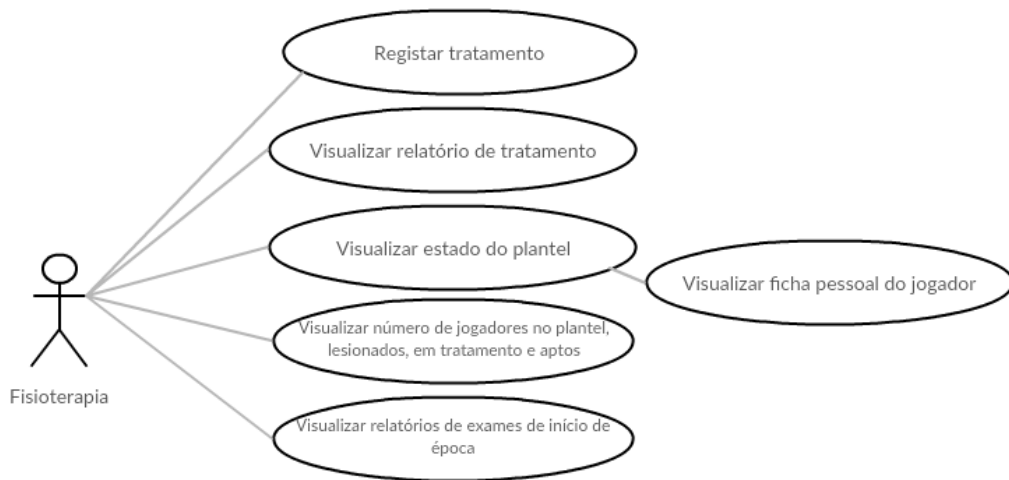 Registar tratamento
Visualizar relatório de tratamento
Visualizar estado do plantel
Visualizar ficha pessoal do jogador
Visualizar número de jogadores no plantel,
lesionados, em tratamento e aptos
Fisioterapia
Visualizar relatórios de exames de início de
época